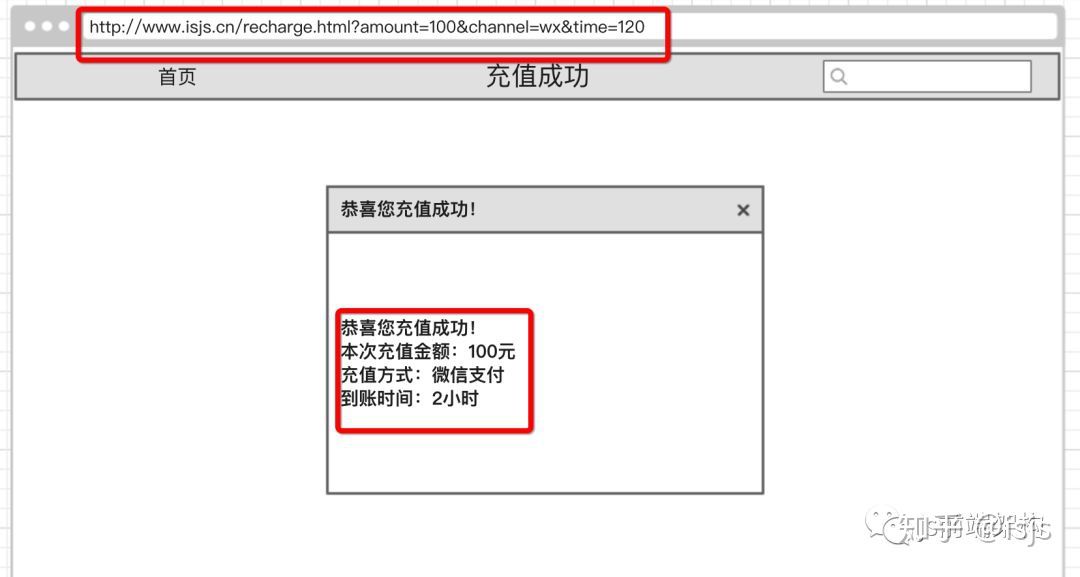 http://www.isjs.cn/recharge.html?amount=100&channel=wx&time=120
首页
充值成功
恭喜您充值成功!
恭喜您充值成功!
本次充值金额：100元
充值方式：微信支付
到账时间：2小时
知乎 @isjs